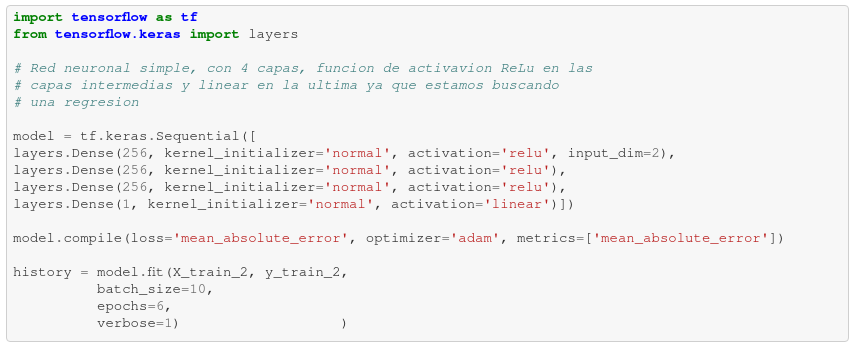 import tensorflow as tf
from tensorflow.keras import layers
# Red neuronal simple, con 4 capas, funcion de activavion ReLu en las
# capas intermedias y linear en la ultima ya que estamos buscando
# una regresion
model = tf.keras.Sequential([
layers.Dense(256, kernel_initializer='normal', activation='relu', input_dim=2),
layers.Dense(256, kernel_initializer='normal', activation='relu'),
layers.Dense(256, kernel_initializer='normal', activation='relu'),
layers.Dense(1, kernel_initializer='normal', activation='linear')])
model.compile(loss='mean_absolute_error', optimizer='adam', metrics=['mean_absolute_error'])
history = model.fit(X_train_2, y_train_2,
batch_size=10,
epochs=6,
verbose=1) )